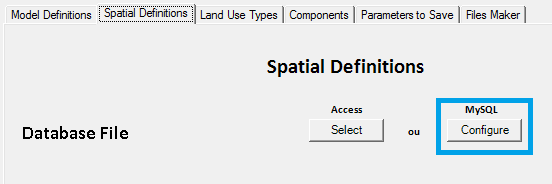 Model Definitions Spatial Definitions Land Use Types Components Parameters to Save Files Maker
Spatial Definitions
Access MySQL
Database File Select ou Configure